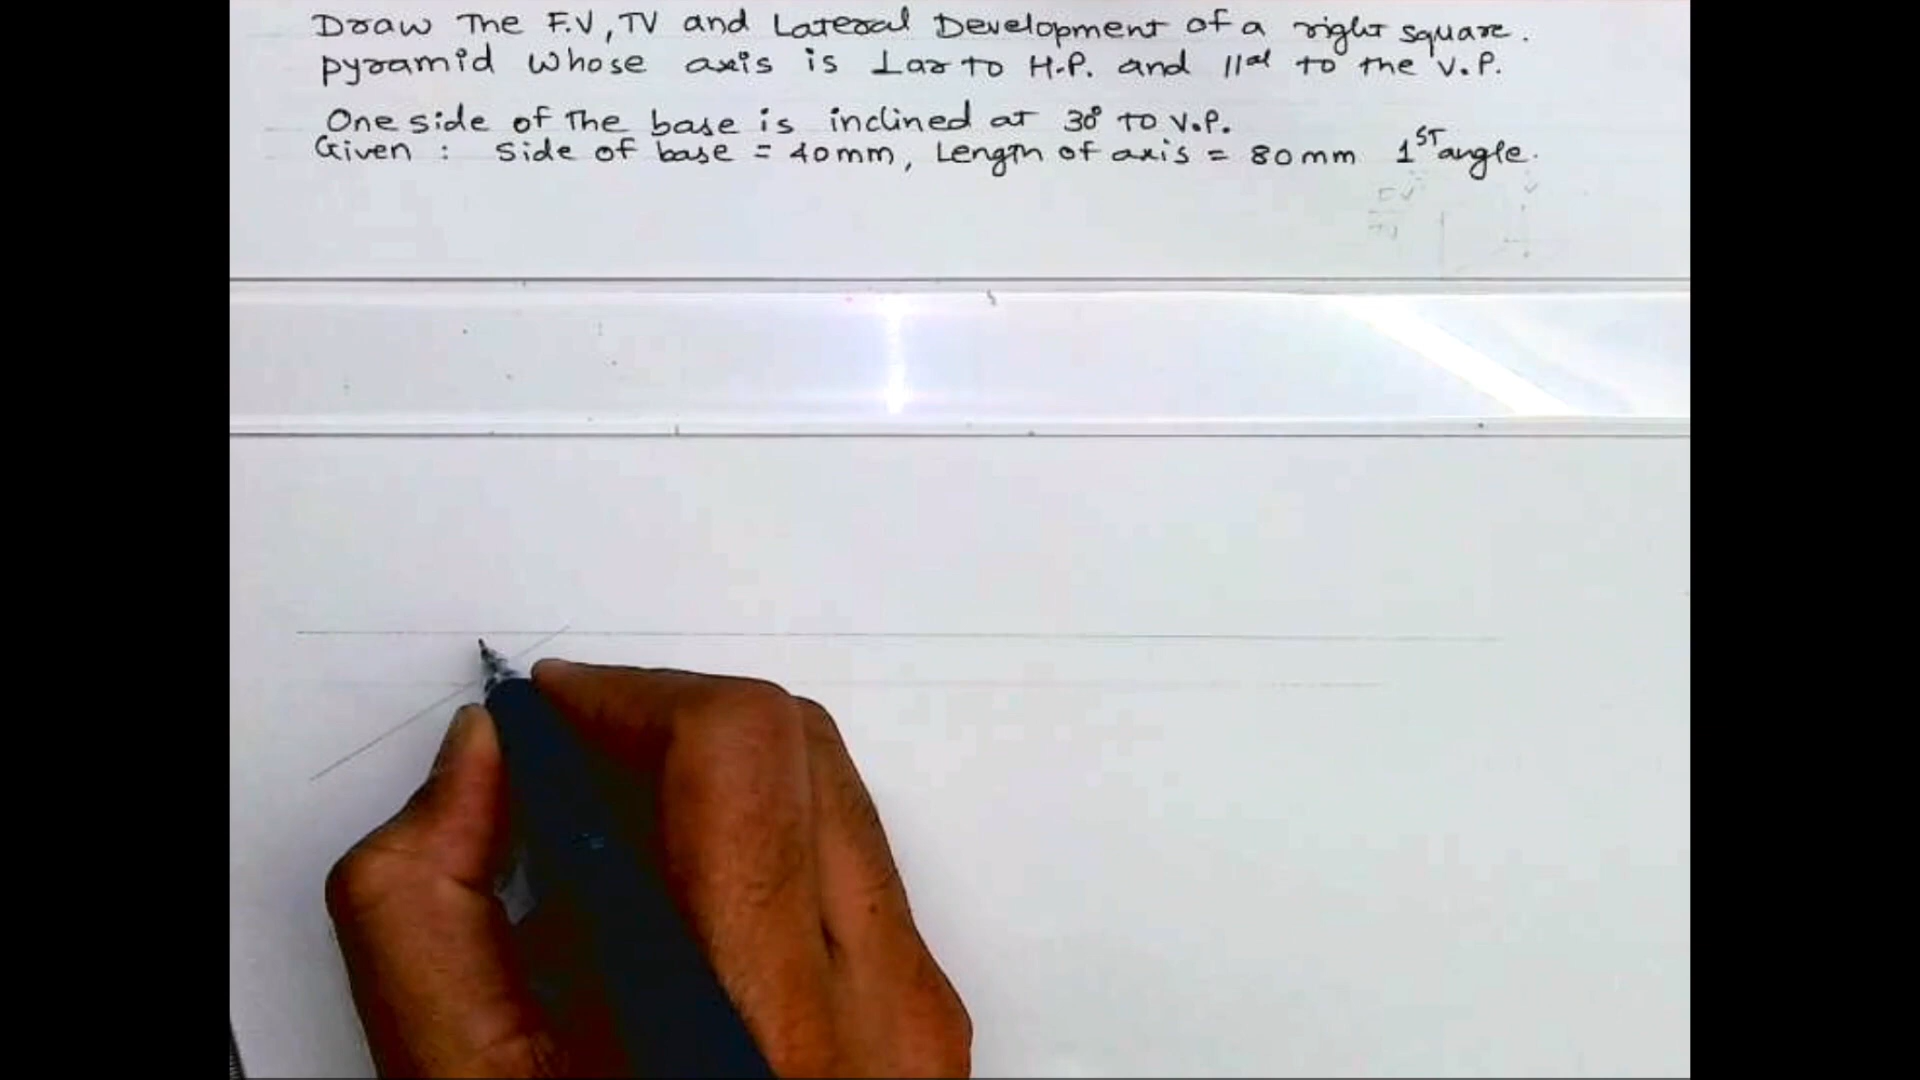 Draw The F.V, TV and Lateral Development of a right square.
pyramid whose axis is ⊥ar to H.P. and 11al to the V.P.
One side of The base is inclined at 30° to V.P.
Given : Side of base = 40mm, Length of axis = 80mm 1ST angle.